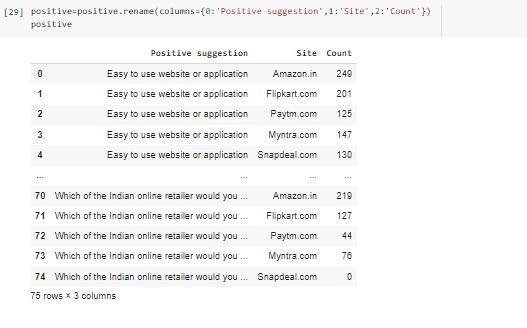 [29] positive=positive.rename(columns={0:'Positive suggestion',1:'Site',2:'Count'})
positive
Positive suggestion Site Count
0 Easy to use website or application Amazon.in 249
1 Easy to use website or application Flipkart.com 201
2 Easy to use website or application Paytm.com 125
3 Easy to use website or application Myntra.com 147
4 Easy to use website or application Snapdeal.com 130
... ... ... ...
70 Which of the Indian online retailer would you ... Amazon.in 219
71 Which of the Indian online retailer would you ... Flipkart.com 127
72 Which of the Indian online retailer would you ... Paytm.com 44
73 Which of the Indian online retailer would you ... Myntra.com 76
74 Which of the Indian online retailer would you ... Snapdeal.com 0
75 rows × 3 columns